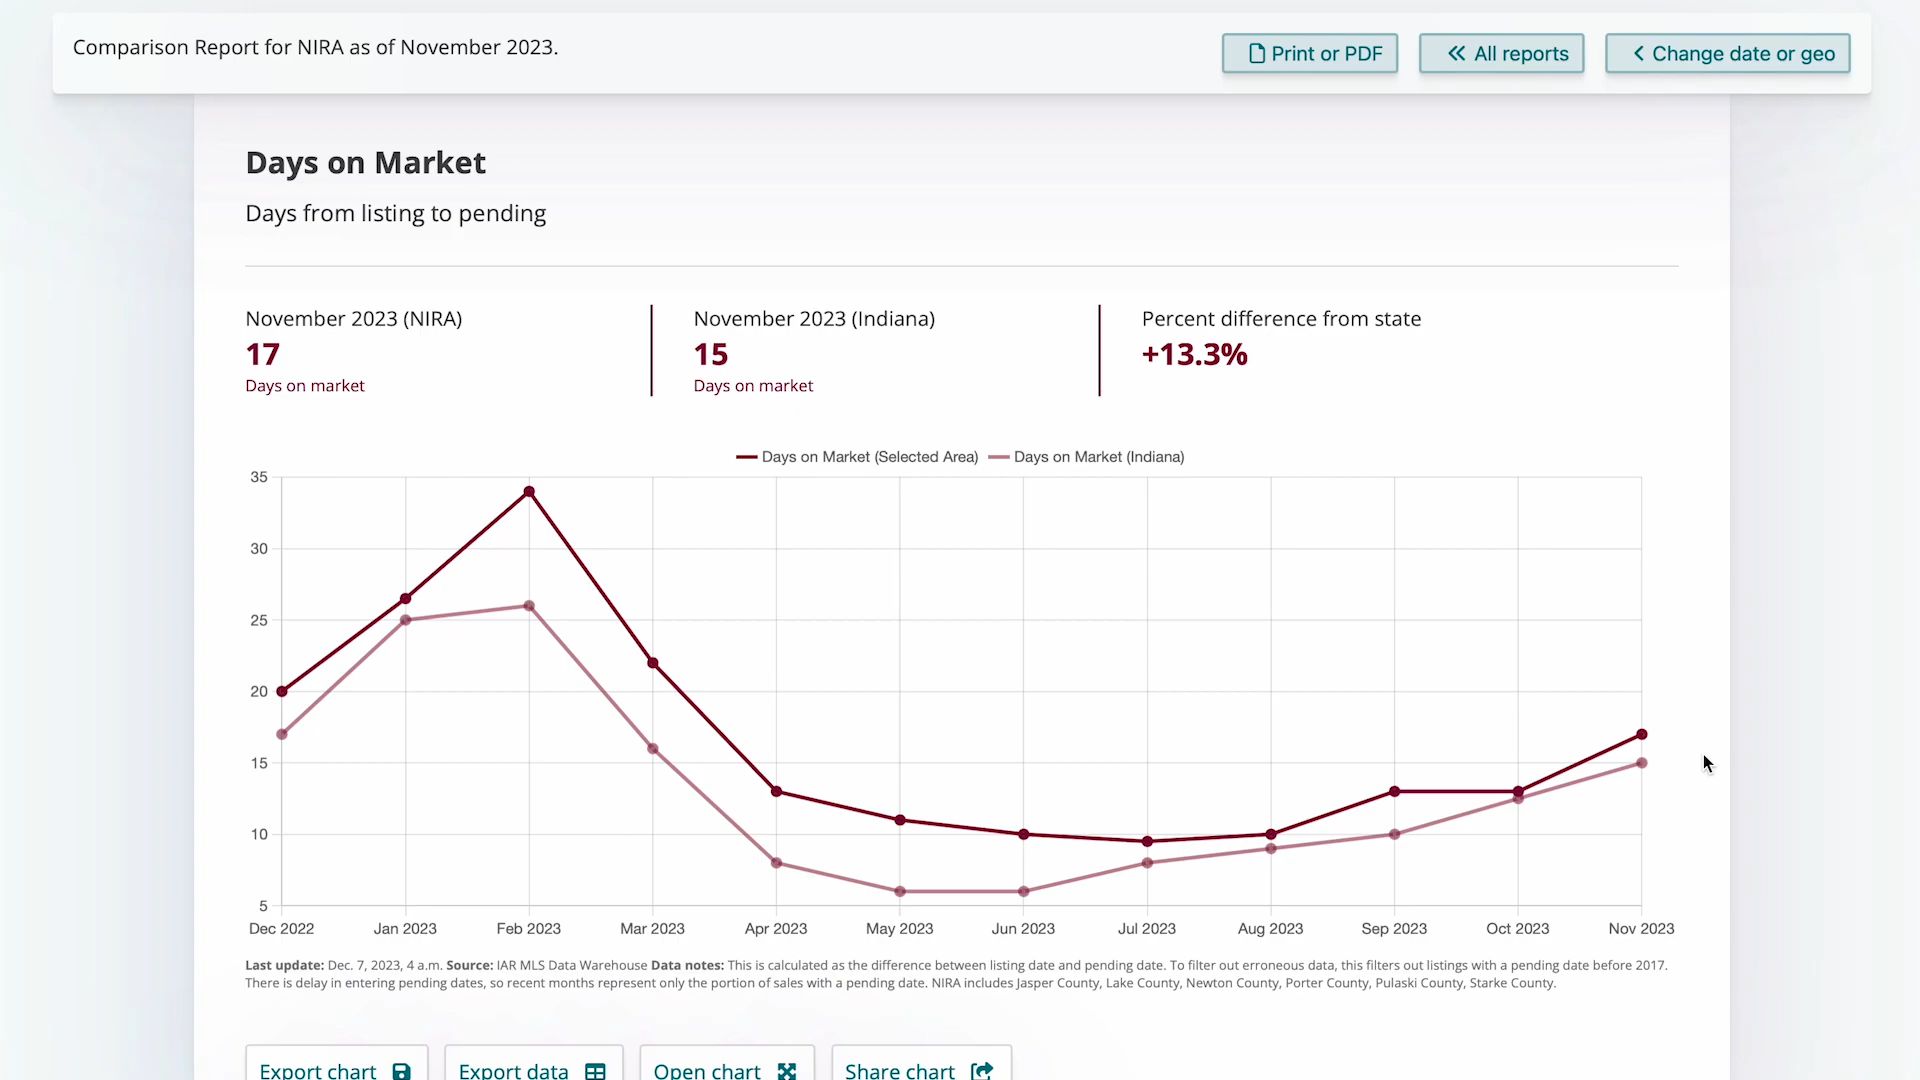 Comparison Report for NIRA as of November 2023.
Print or PDF
All reports
Change date or geo
Days on Market
Days from listing to pending
November 2023 (NIRA)
17
Days on market
November 2023 (Indiana)
15
Days on market
Percent difference from state
+13.3%
Days on Market (Selected Area)
Days on Market (Indiana)
35
30
25
20
15
10
5
Dec 2022
Jan 2023
Feb 2023
Mar 2023
Apr 2023
May 2023
Jun 2023
Jul 2023
Aug 2023
Sep 2023
Oct 2023
Nov 2023
Last update: Dec. 7, 2023, 4 a.m. Source: IAR MLS Data Warehouse Data notes: This is calculated as the difference between listing date and pending date. To filter out erroneous data, this filters out listings with a pending date before 2017.
There is delay in entering pending dates, so recent months represent only the portion of sales with a pending date. NIRA includes Jasper County, Lake County, Newton County, Porter County, Pulaski County, Starke County.
Export chart
Export data
Open chart
Share chart